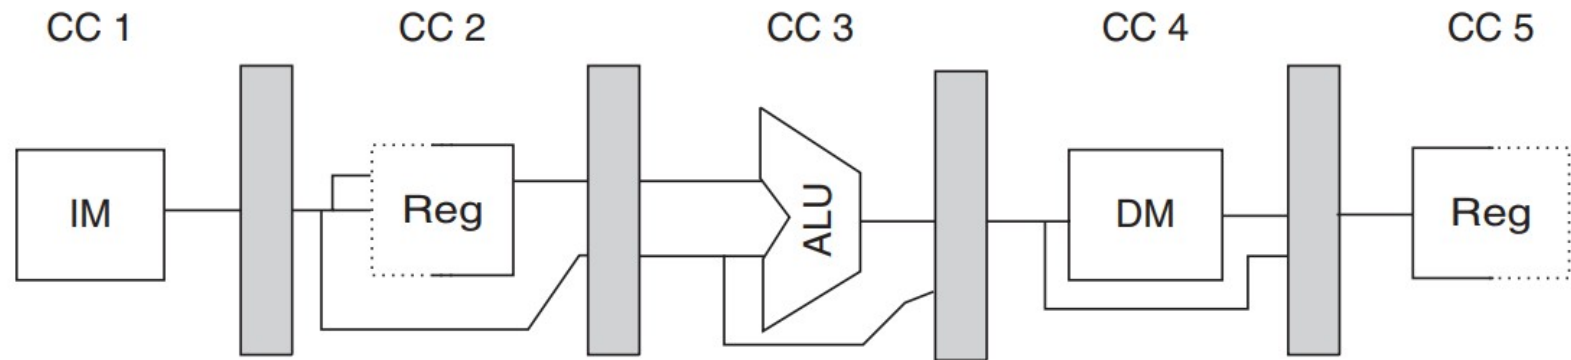 CC 1 CC 2 CC 3 CC 4 CC 5
IM Reg ALU DM Reg